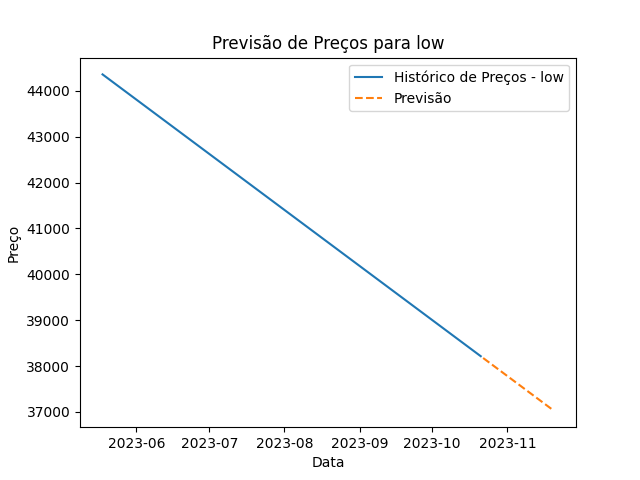 Previsão de Preços para low
Histórico de Preços - low
Previsão
44000
43000
42000
41000
40000
39000
38000
37000
Preço
2023-06 2023-07 2023-08 2023-09 2023-10 2023-11
Data